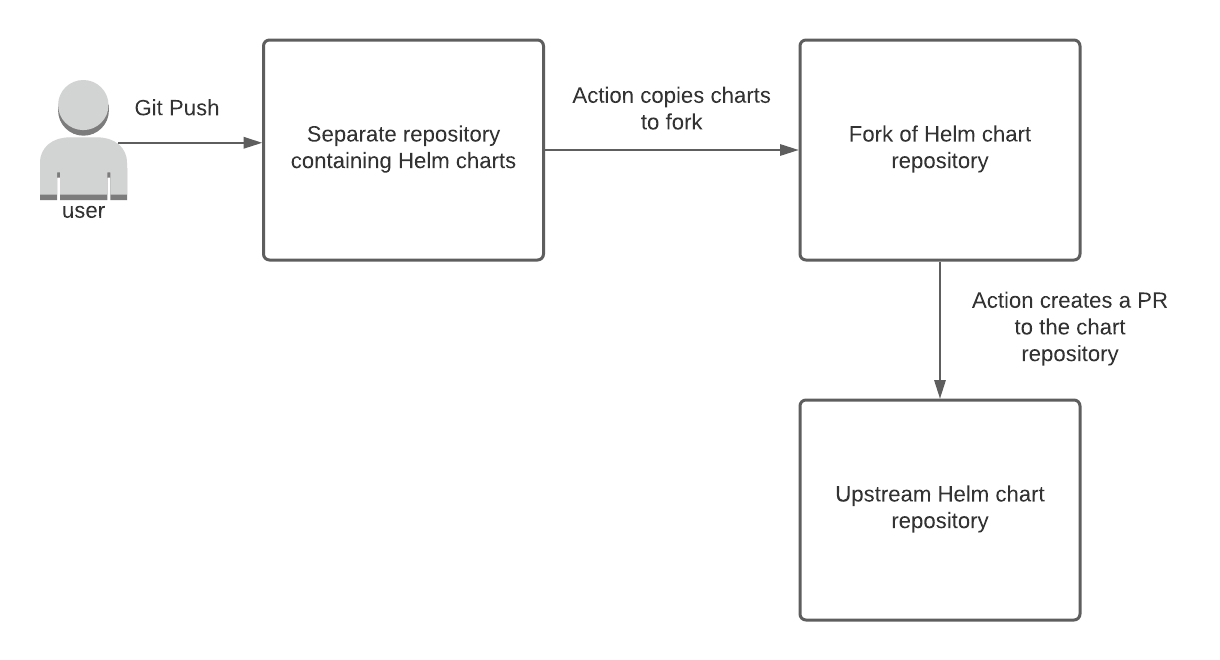 Git Push
user
Separate repository
containing Helm charts
Action copies charts
to fork
Fork of Helm chart
repository
Action creates a PR
to the chart
repository
Upstream Helm chart
repository